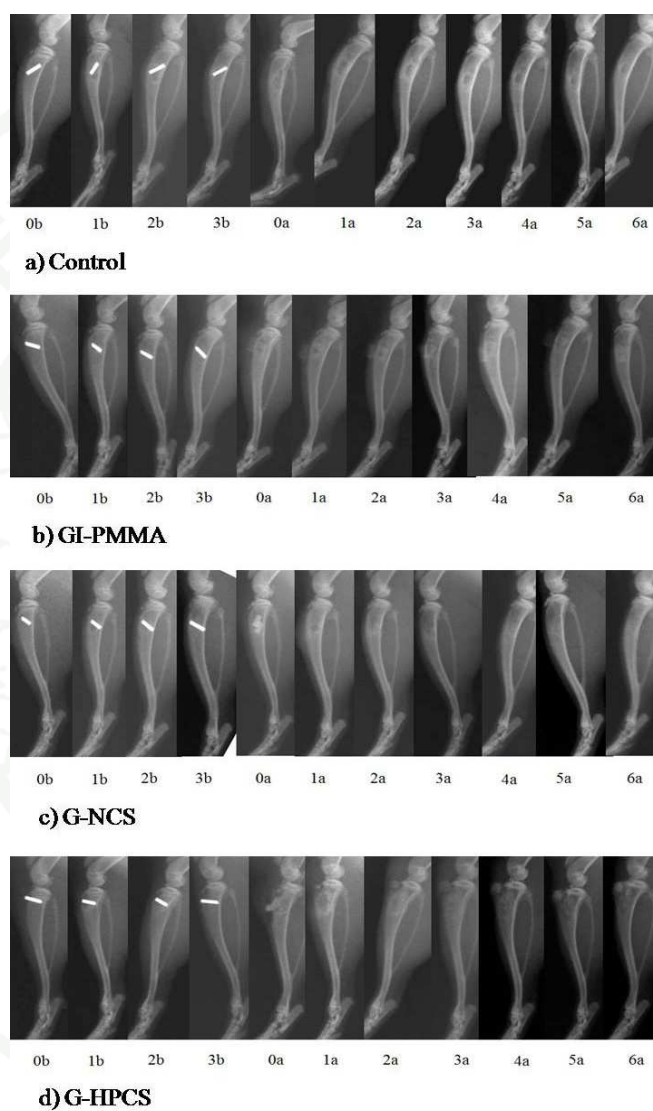 0b 1b 2b 3b 0a 1a 2a 3a 4a 5a 6a
a) Control
0b 1b 2b 3b 0a 1a 2a 3a 4a 5a 6a
b) GI-PMMA
0b 1b 2b 3b 0a 1a 2a 3a 4a 5a 6a
c) G-NCS
0b 1b 2b 3b 0a 1a 2a 3a 4a 5a 6a
d) G-HPCS